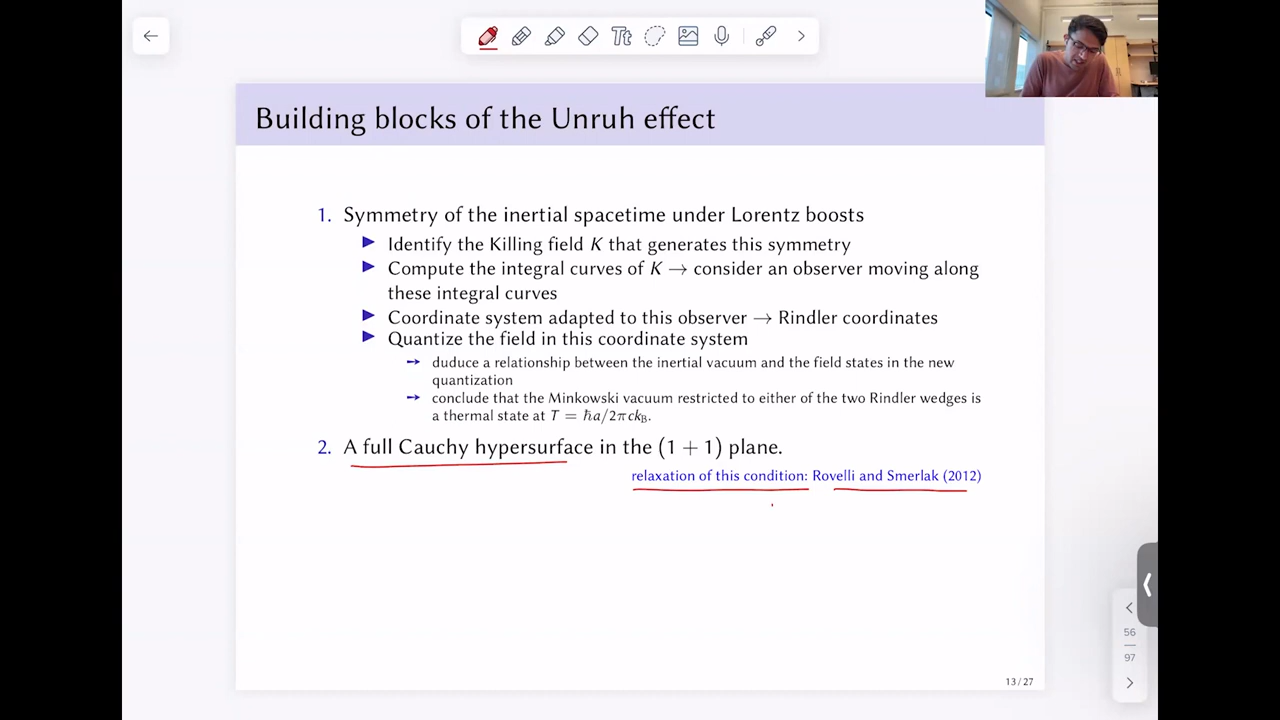 Tt
Building blocks of the Unruh effect
1. Symmetry of the inertial spacetime under Lorentz boosts
▶ Identify the Killing field K that generates this symmetry
▶ Compute the integral curves of K → consider an observer moving along
these integral curves
▶ Coordinate system adapted to this observer → Rindler coordinates
▶ Quantize the field in this coordinate system
➙ duduce a relationship between the inertial vacuum and the field states in the new
quantization
➙ conclude that the Minkowski vacuum restricted to either of the two Rindler wedges is
a thermal state at T = ℏa/2πck_B.
2. A full Cauchy hypersurface in the (1 + 1) plane.
relaxation of this condition: Rovelli and Smerlak (2012)
56
97
13 / 27